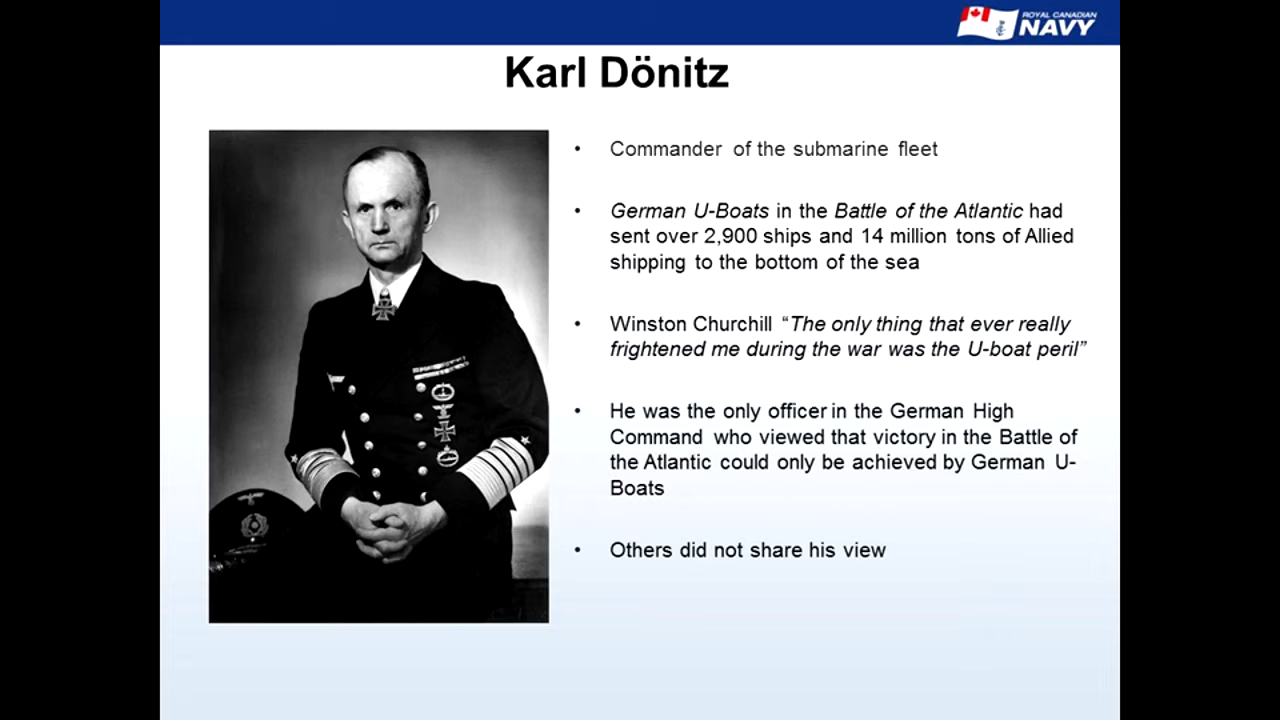 ROYAL CANADIAN
NAVY
Karl Dönitz
• Commander of the submarine fleet
• German U-Boats in the Battle of the Atlantic had
sent over 2,900 ships and 14 million tons of Allied
shipping to the bottom of the sea
• Winston Churchill “The only thing that ever really
frightened me during the war was the U-boat peril”
• He was the only officer in the German High
Command who viewed that victory in the Battle of
the Atlantic could only be achieved by German U-
Boats
• Others did not share his view